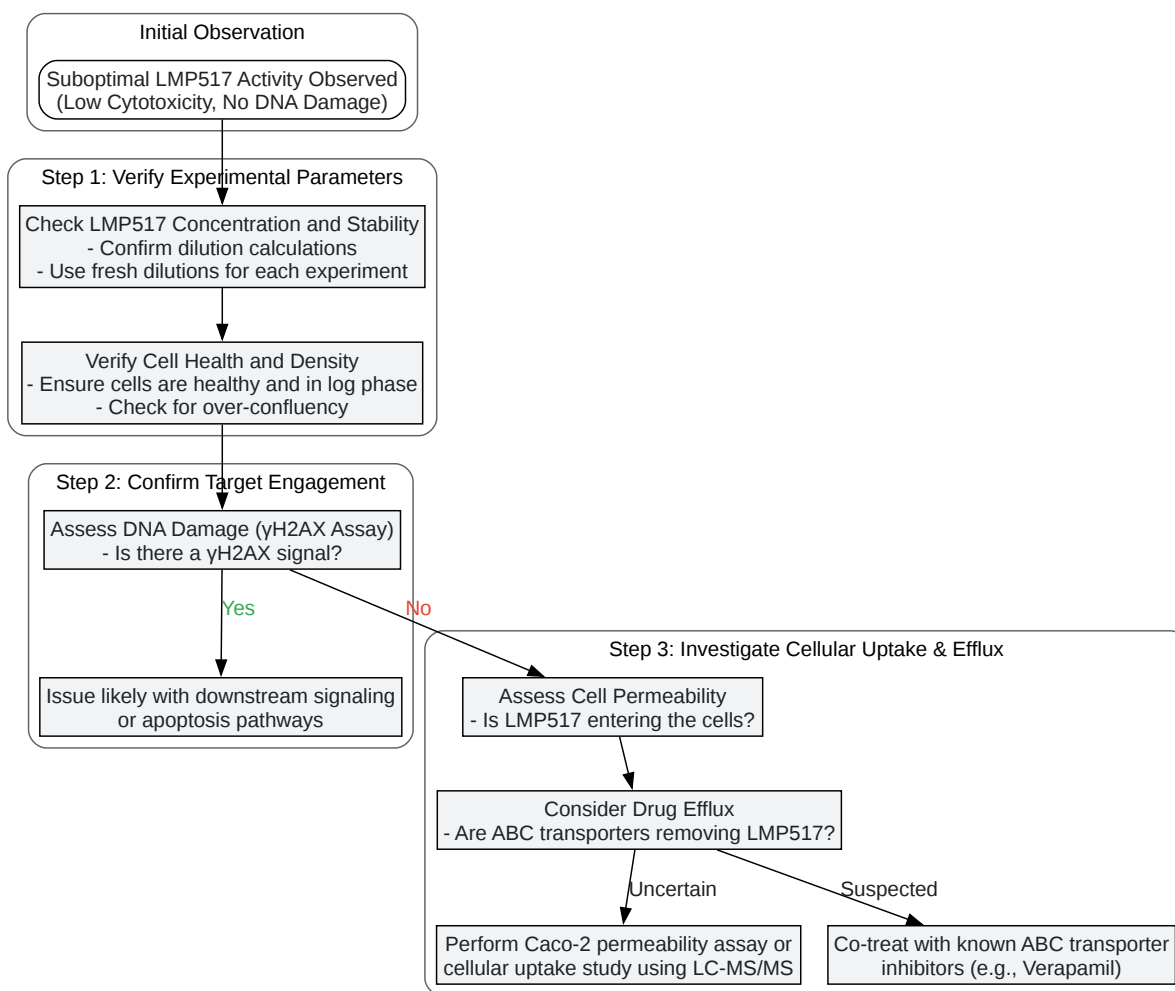 Initial Observation
Suboptimal LMP517 Activity Observed
(Low Cytotoxicity, No DNA Damage)
Step 1: Verify Experimental Parameters
Check LMP517 Concentration and Stability
- Confirm dilution calculations
- Use fresh dilutions for each experiment
Verify Cell Health and Density
- Ensure cells are healthy and in log phase
- Check for over-confluency
Step 2: Confirm Target Engagement
Assess DNA Damage (γH2AX Assay)
- Is there a γH2AX signal?
Yes
No
Issue likely with downstream signaling
or apoptosis pathways
Step 3: Investigate Cellular Uptake & Efflux
Assess Cell Permeability
- Is LMP517 entering the cells?
Consider Drug Efflux
- Are ABC transporters removing LMP517?
Uncertain
Suspected
Perform Caco-2 permeability assay or
cellular uptake study using LC-MS/MS
Co-treat with known ABC transporter
inhibitors (e.g., Verapamil)